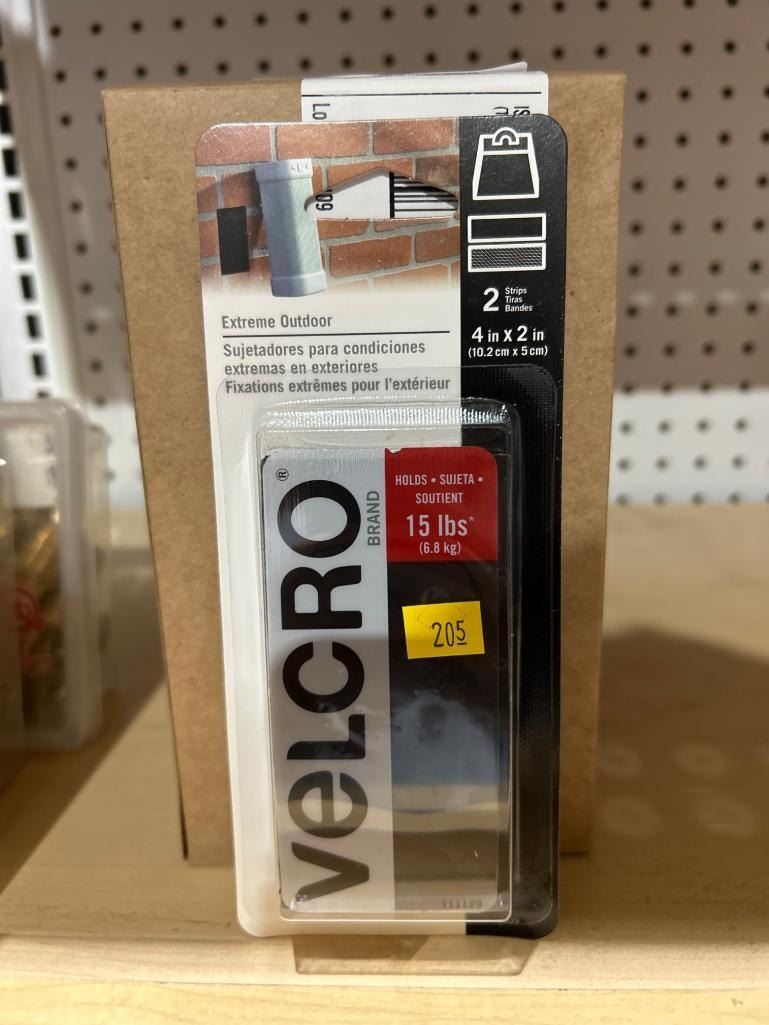 Lo
Extreme Outdoor
Sujetadores para condiciones
extremas en exteriores
Fixations extrêmes pour l'extérieur
2 Strips
Tiras
Bandes
4 in x 2 in
(10.2 cm x 5 cm)
VELCRO®
BRAND
HOLDS • SUJETA •
SOUTIENT
15 lbs*
(6.8 kg)
205